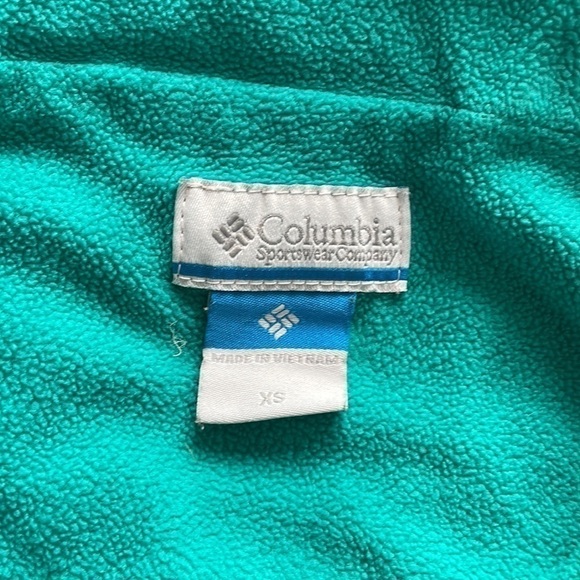 Columbia
Sportswear Company
MADE IN VIETNAM
XS